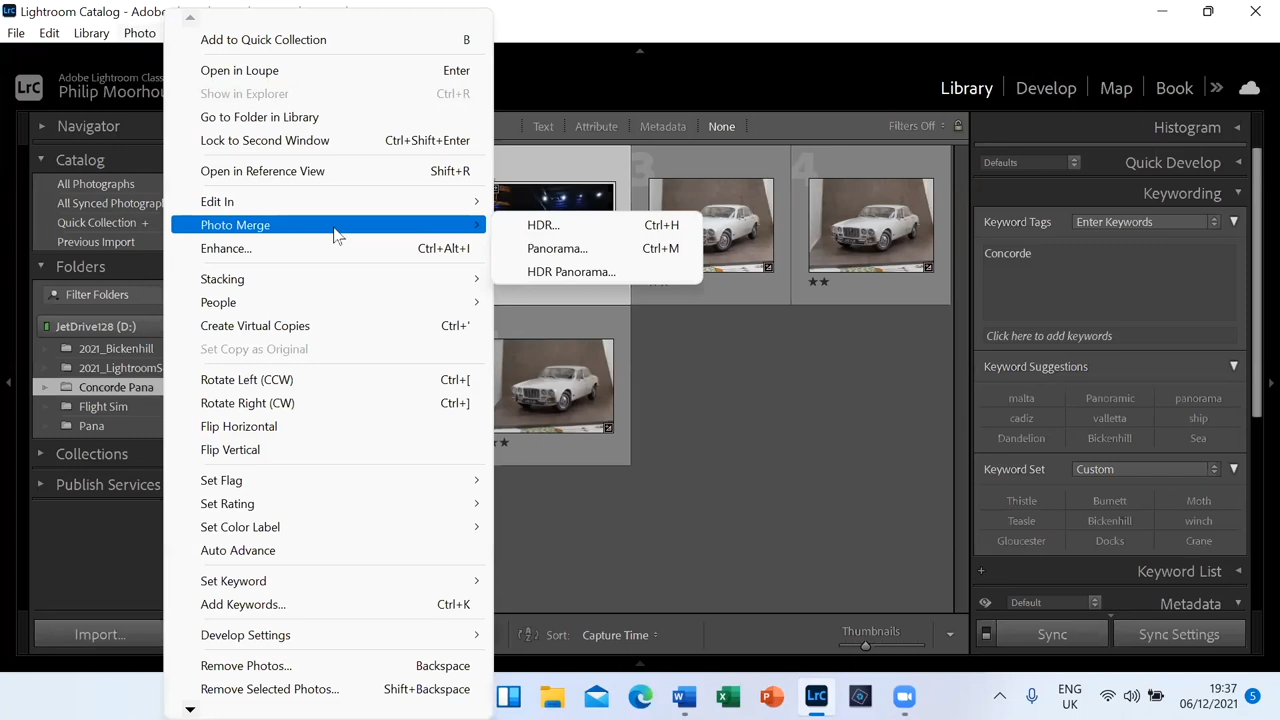 Lightroom Catalog - Adobe
File Edit Library Photo
LrC
Adobe Lightroom Classic
Philip Moorhou
Library | Develop | Map | Book
Navigator
Catalog
All Photographs
All Synced Photograp
Quick Collection +
Previous Import
Folders
Filter Folders
JetDrive128 (D:)
2021_Bickenhill
2021_LightroomS
Concorde Pana
Flight Sim
Pana
Collections
Publish Services
Import...
Add to Quick Collection B
Open in Loupe Enter
Show in Explorer Ctrl+R
Go to Folder in Library
Lock to Second Window Ctrl+Shift+Enter
Open in Reference View Shift+R
Edit In
Photo Merge
Enhance... Ctrl+Alt+I
Stacking
People
Create Virtual Copies Ctrl+'
Set Copy as Original
Rotate Left (CCW) Ctrl+[
Rotate Right (CW) Ctrl+]
Flip Horizontal
Flip Vertical
Set Flag
Set Rating
Set Color Label
Auto Advance
Set Keyword
Add Keywords... Ctrl+K
Develop Settings
Remove Photos... Backspace
Remove Selected Photos... Shift+Backspace
HDR... Ctrl+H
Panorama... Ctrl+M
HDR Panorama...
Text Attribute Metadata None Filters Off
3 4
Sort: Capture Time
Thumbnails
Histogram
Defaults Quick Develop
Keywording
Keyword Tags Enter Keywords
Concorde
Click here to add keywords
Keyword Suggestions
malta Panoramic panorama
cadiz valletta ship
Dandelion Bickenhill Sea
Keyword Set Custom
Thistle Burnett Moth
Teasle Bickenhill winch
Gloucester Docks Crane
+ Keyword List
Default Metadata
Sync Sync Settings
W X P LrC
ENG
UK
19:37
06/12/2021
5